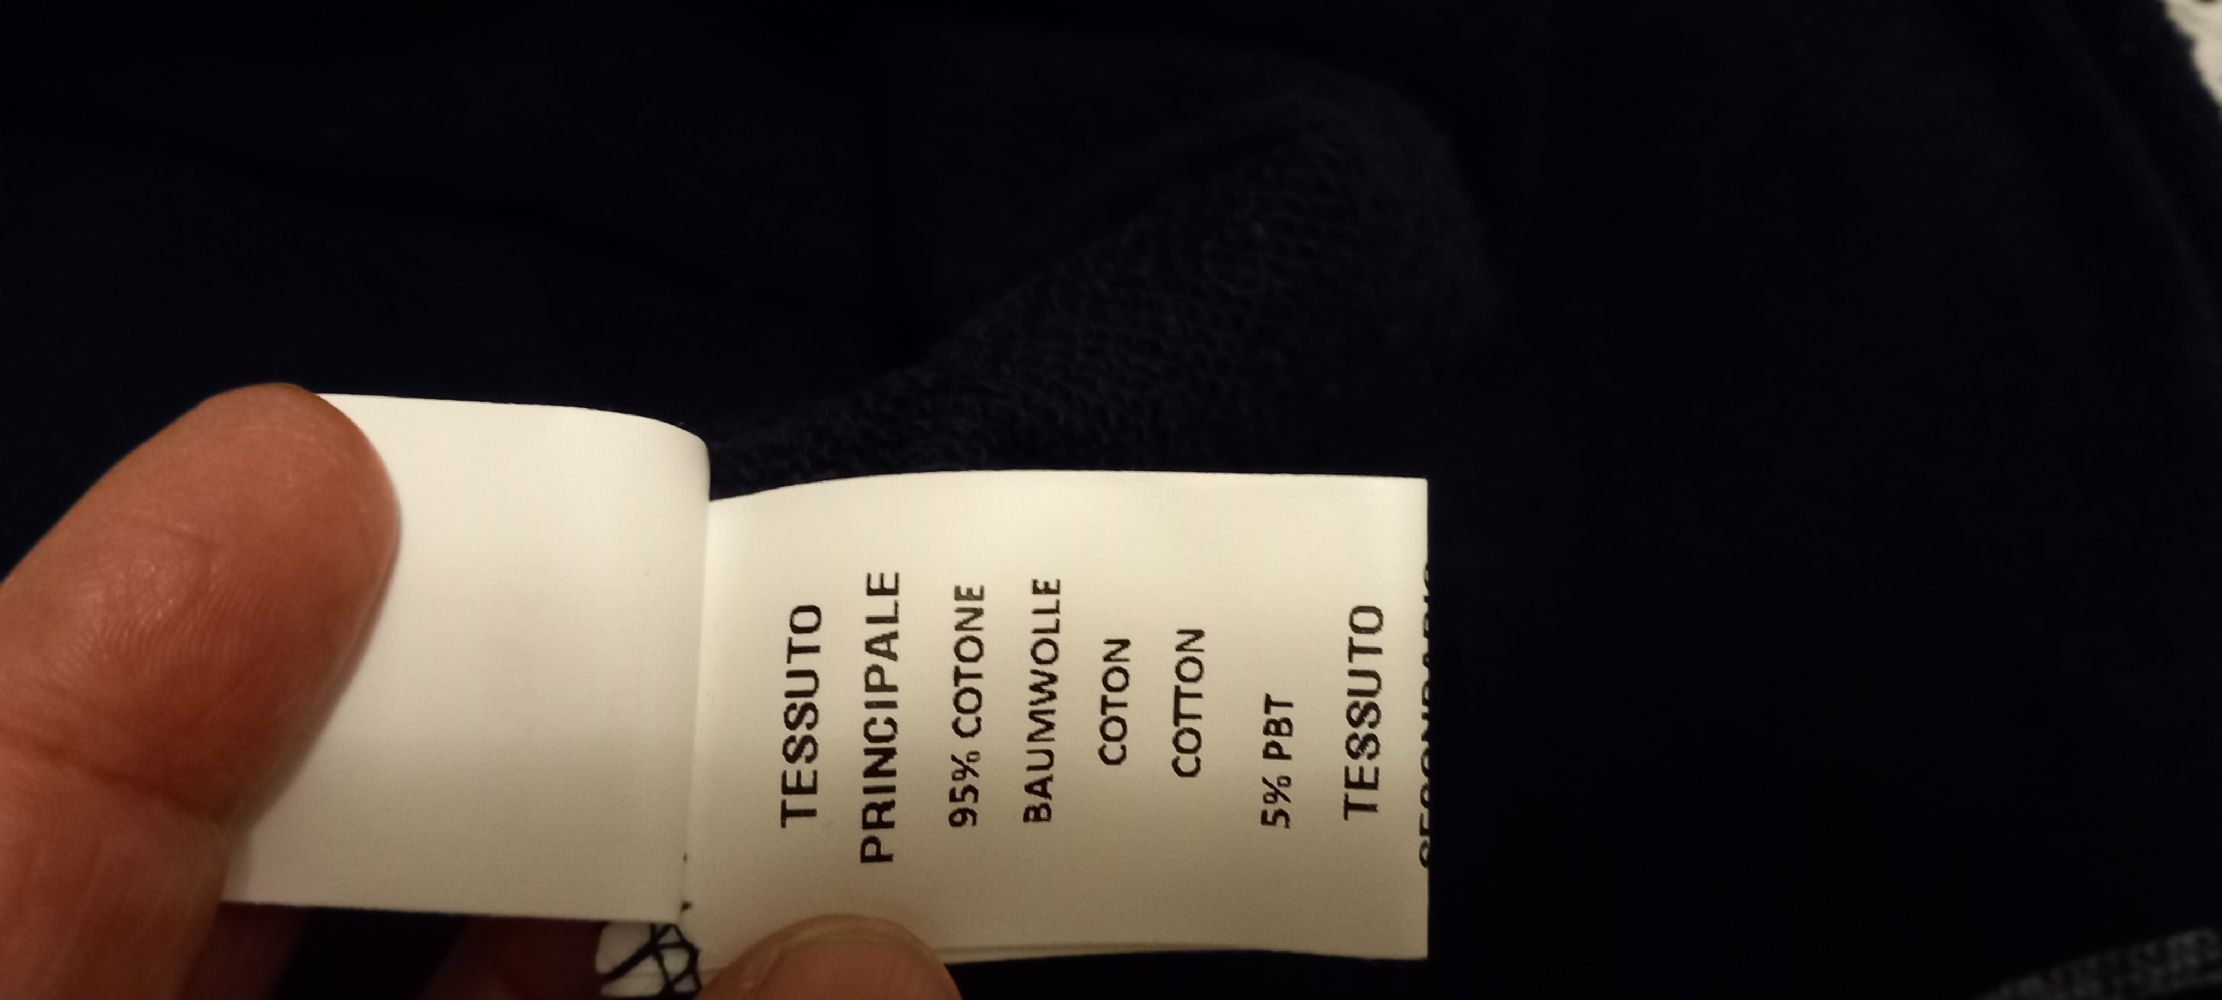 TESSUTO
PRINCIPALE
95% COTONE
BAUMWOLLE
COTON
COTTON
5% PBT
TESSUTO